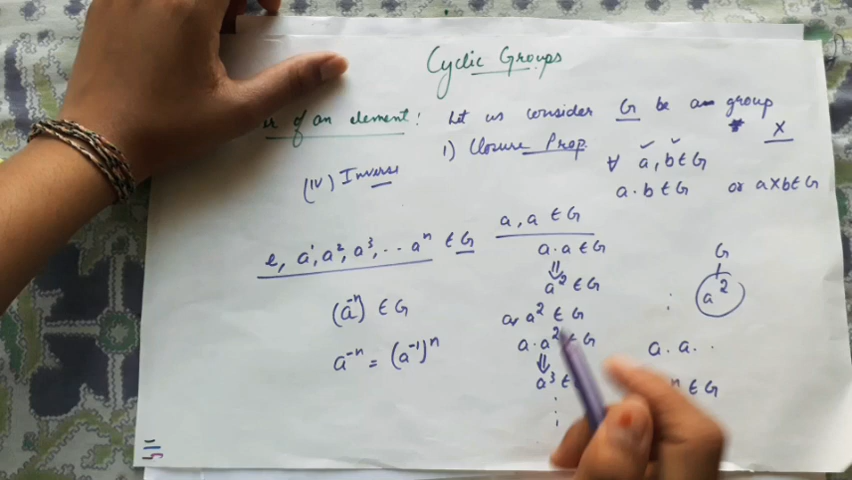 Cyclic Groups
of an element: Let us consider G be a group
* X
1) Closure Prop.
∀ a, b ∈ G
a.b ∈ G or a×b ∈ G
(IV) Inverse
e, a¹, a², a³, ... aⁿ ∈ G
(a⁻ⁿ) ∈ G
a⁻ⁿ = (a⁻¹)ⁿ
a, a ∈ G
a.a ∈ G
⇓
a² ∈ G
a, a² ∈ G
a.a² ∈ G
⇓
a³ ∈
⋮
G
a²
:
a.a..
n ∈ G